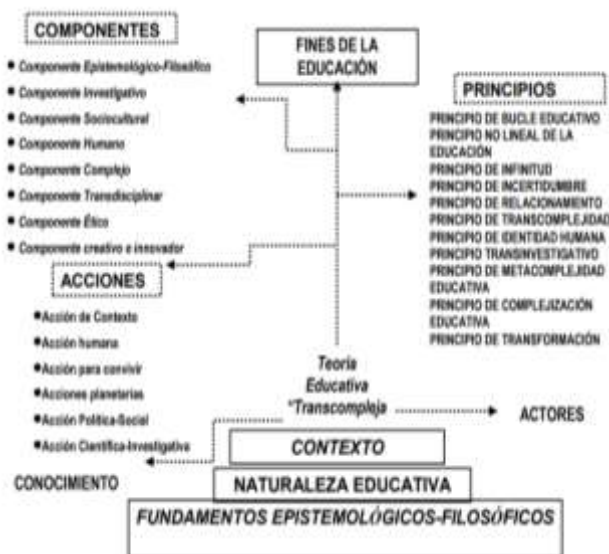 COMPONENTES
• Componente Epistemológico-Filosófico
• Componente Investigativo
• Componente Sociocultural
• Componente Humano
• Componente Complejo
• Componente Transdisciplinar
• Componente Ético
• Componente creativo e innovador
FINES DE LA
EDUCACIÓN
PRINCIPIOS
PRINCIPIO DE BUCLE EDUCATIVO
PRINCIPIO NO LINEAL DE LA
EDUCACIÓN
PRINCIPIO DE INFINITUD
PRINCIPIO DE INCERTIDUMBRE
PRINCIPIO DE RELACIONAMIENTO
PRINCIPIO DE TRANSCOMPLEJIDAD
PRINCIPIO DE IDENTIDAD HUMANA
PRINCIPIO TRANSINVESTIGATIVO
PRINCIPIO DE METACOMPLEJIDAD
EDUCATIVA
PRINCIPIO DE COMPLEJIZACIÓN
EDUCATIVA
PRINCIPIO DE TRANSFORMACIÓN
ACCIONES
•Acción de Contexto
•Acción humana
•Acción para convivir
•Acciones planetarias
•Acción Política-Social
•Acción Científica-Investigativa
Teoría
Educativa
"Transcompleja
ACTORES
CONOCIMIENTO
CONTEXTO
NATURALEZA EDUCATIVA
FUNDAMENTOS EPISTEMOLÓGICOS-FILOSÓFICOS